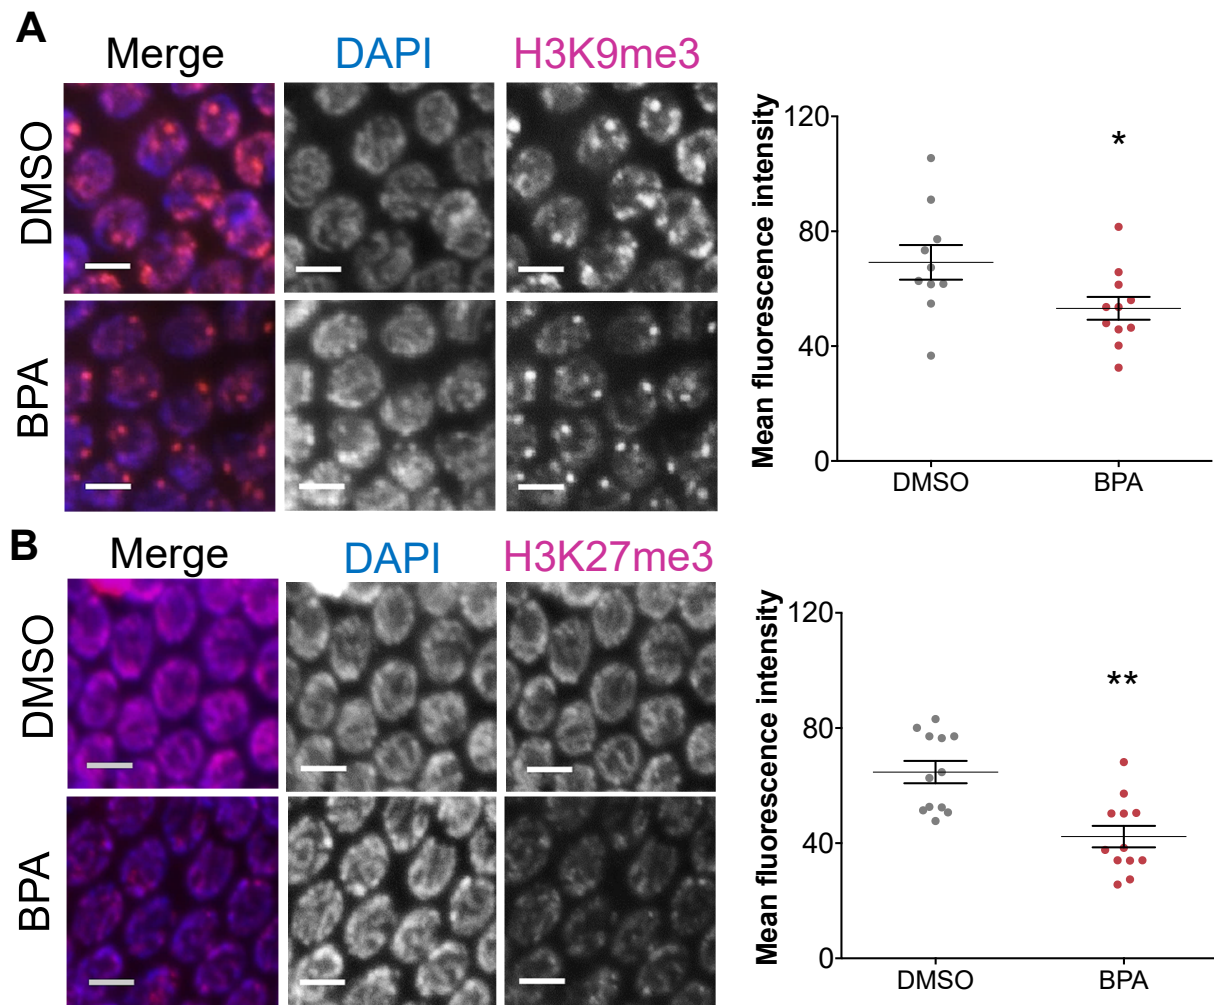 A
Merge DAPI H3K9me3
DMSO
BPA
Mean fluorescence intensity
120
80
40
0
*
DMSO BPA
B
Merge DAPI H3K27me3
DMSO
BPA
Mean fluorescence intensity
120
80
40
0
**
DMSO BPA